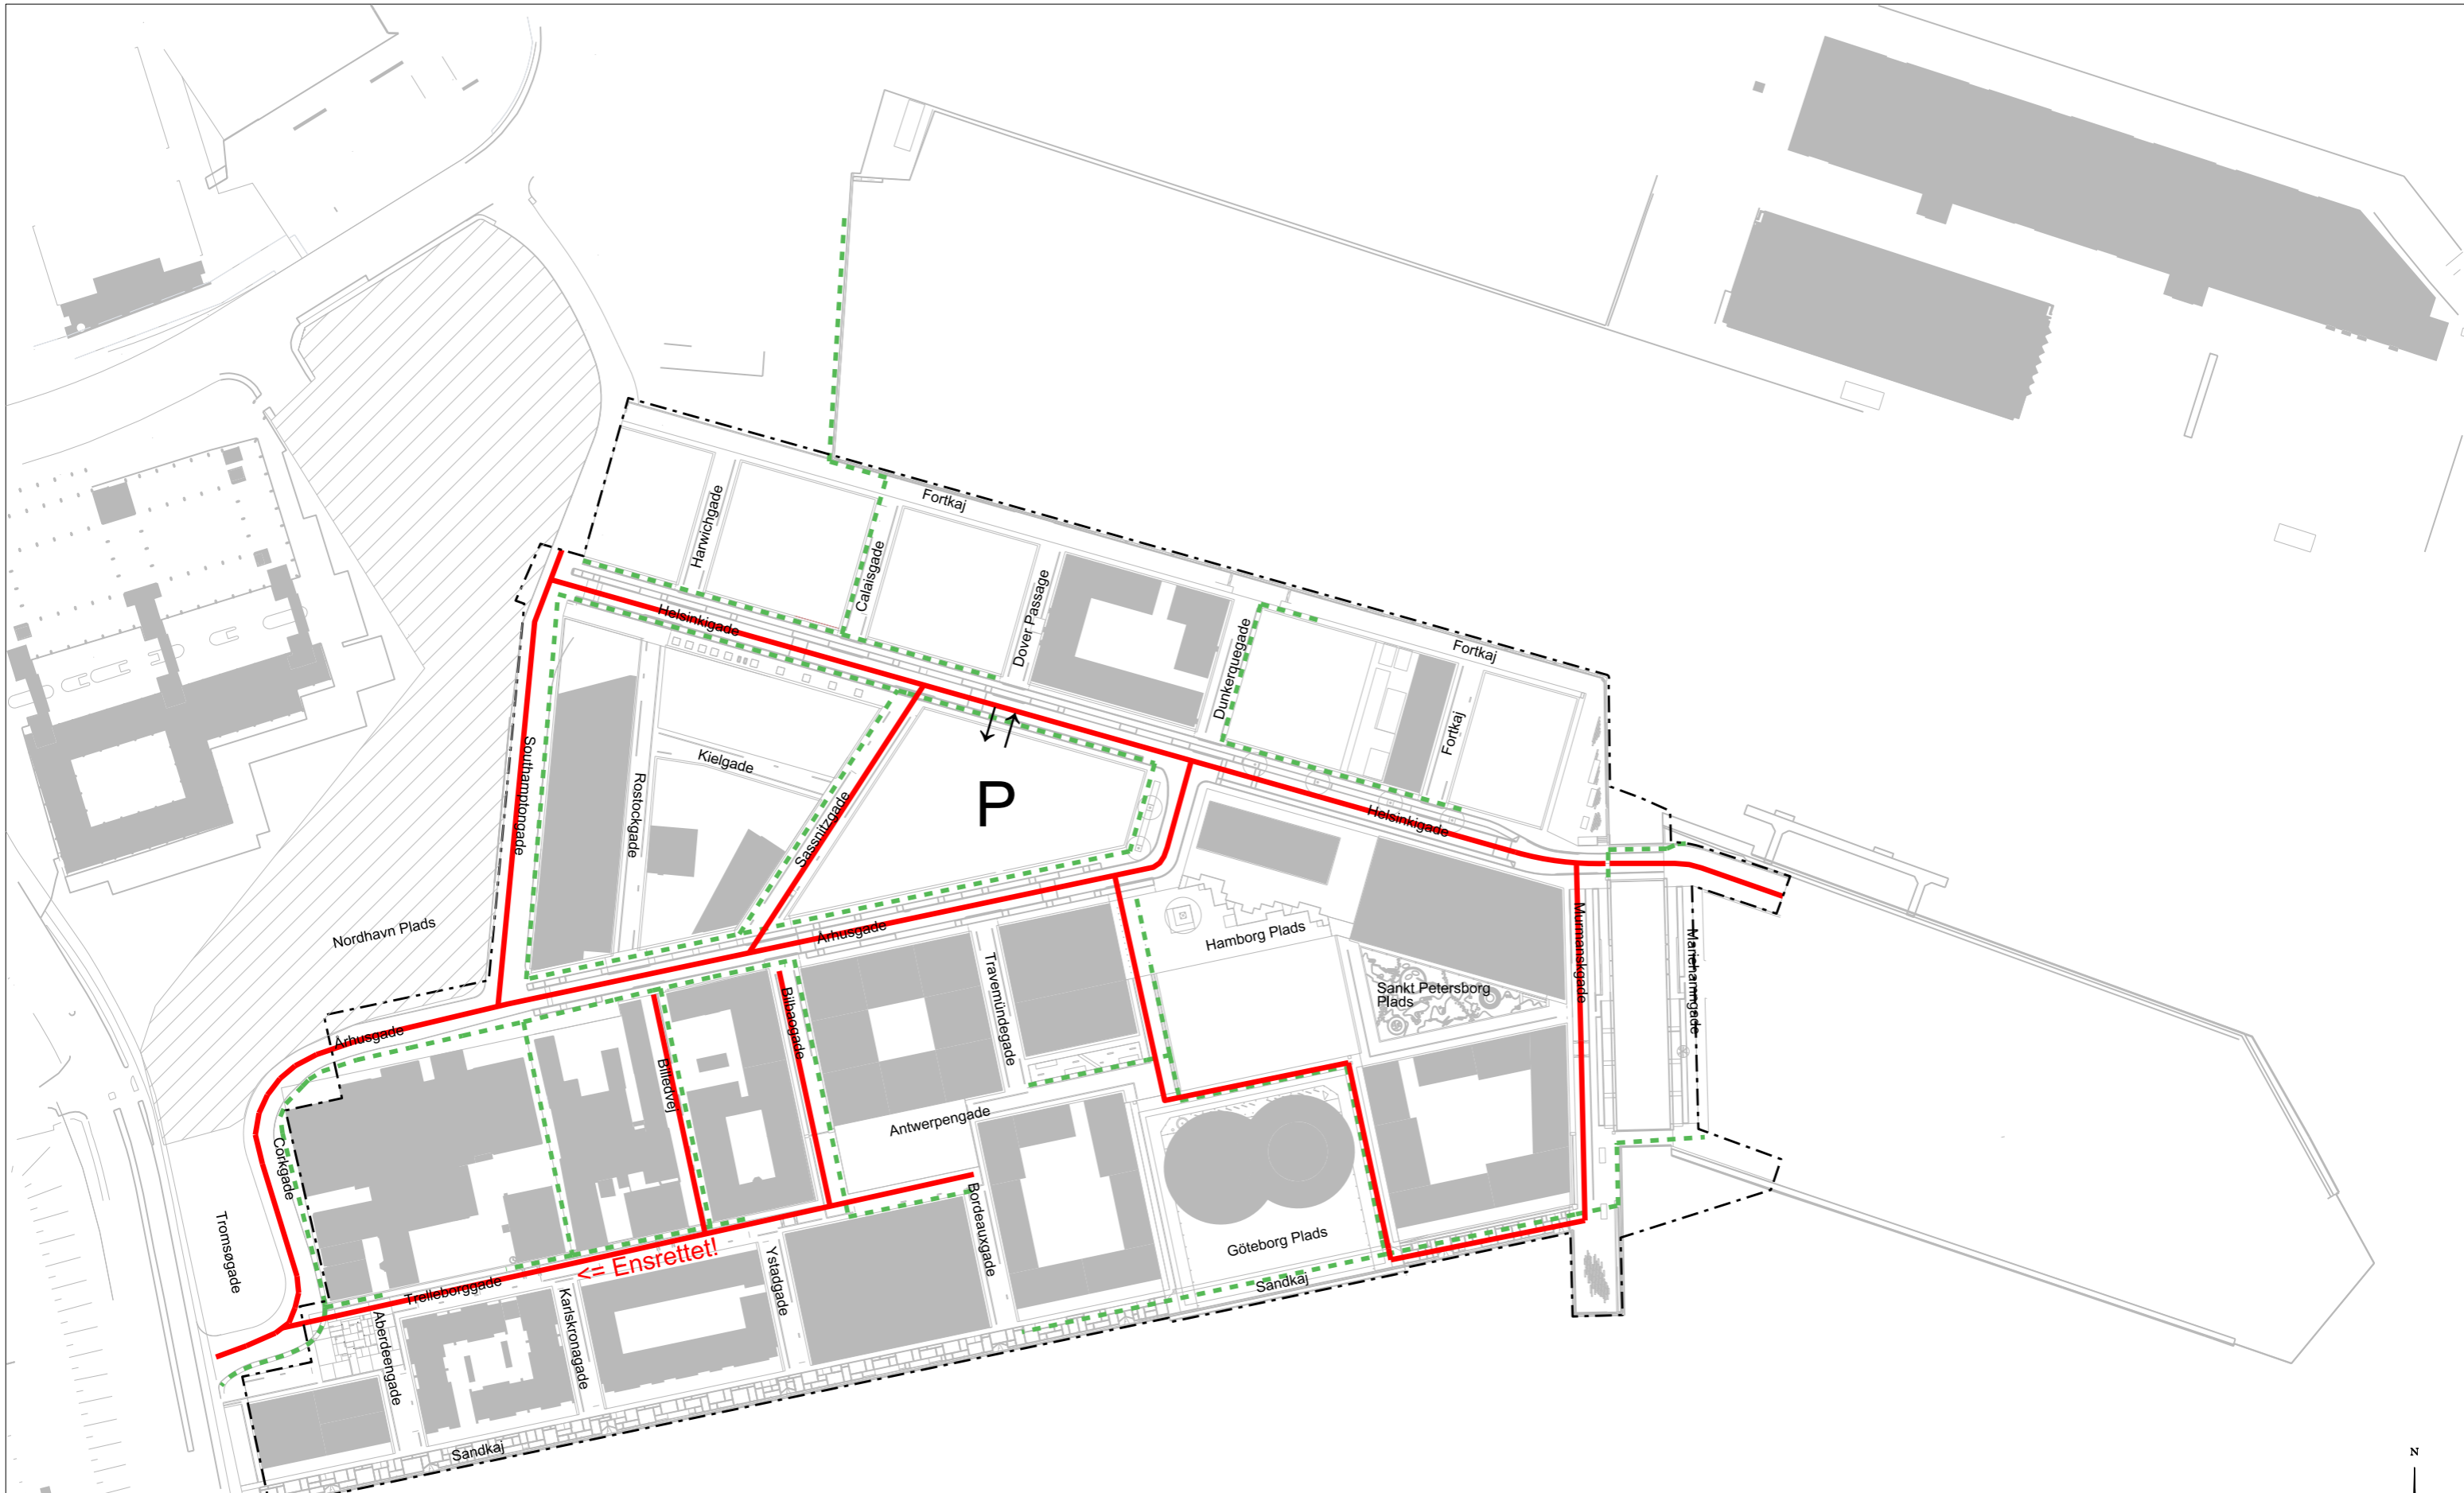 Fortkaj
Harwichgade
Calaisgade
Dover Passage
Helsinkigade
Dunkerquegade
Fortkaj
Fortkaj
Southamptongade
Rostockgade
Kielgade
Sassnitzgade
P
Helsinkigade
Nordhavn Plads
Århusgade
Hamborg Plads
Murmanskgade
Mariehamngade
Travemündegade
Sankt Petersborg
Plads
Bilbaogade
Århusgade
Billedvej
Antwerpengade
Corkgade
Tromsøgade
Bordeauxgade
Göteborg Plads
<= Ensrettet!
Ystadgade
Sandkaj
Trelleborggade
Aberdeengade
Karlskronagade
Sandkaj
N